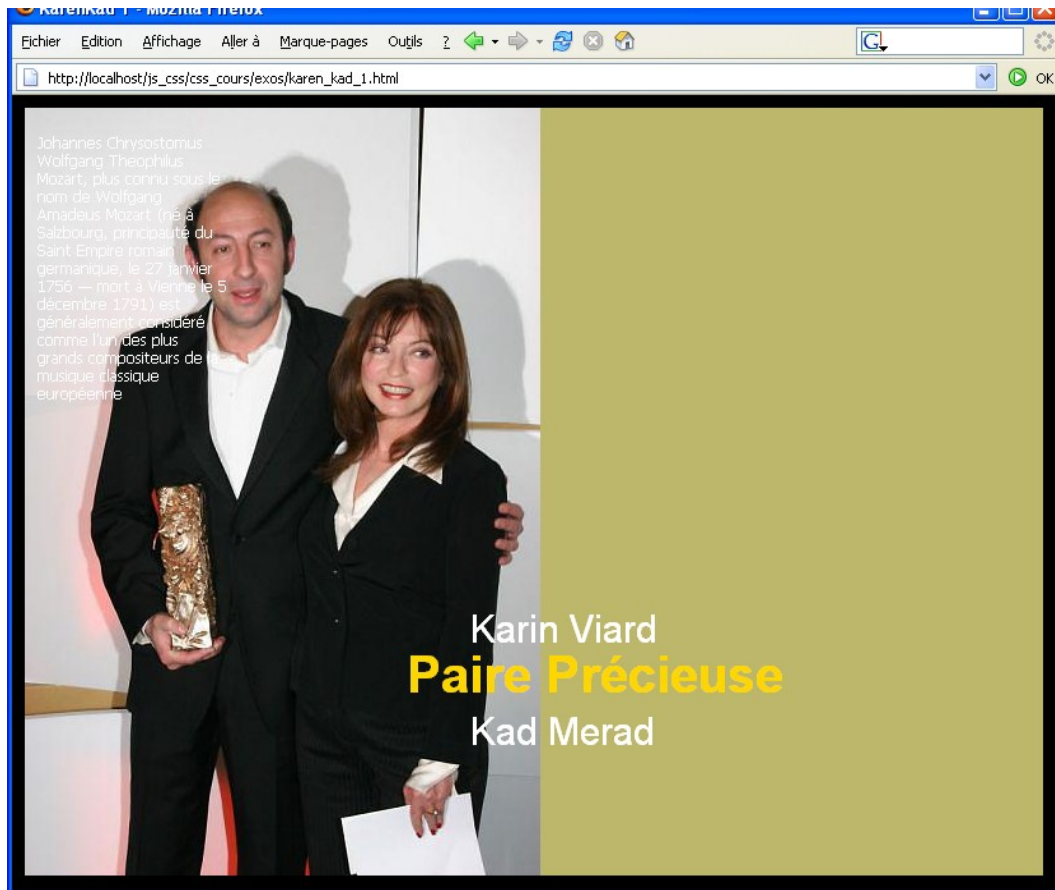 KarenKad 1 - Mozilla Firefox
Eichier Edition Affichage Aller à Marque-pages Outils ?
G
http://localhost/js_css/css_cours/exos/karen_kad_1.html
OK
Johannes Chrysostomus
Wolfgang Theophilus
Mozart, plus connu sous le
nom de Wolfgang
Amadeus Mozart (né à
Salzbourg, principauté du
Saint Empire romain
germanique, le 27 janvier
1756 — mort à Vienne le 5
décembre 1791) est
généralement considéré
comme l'un des plus
grands compositeurs de la
musique classique
européenne
Karin Viard
Paire Précieuse
Kad Merad